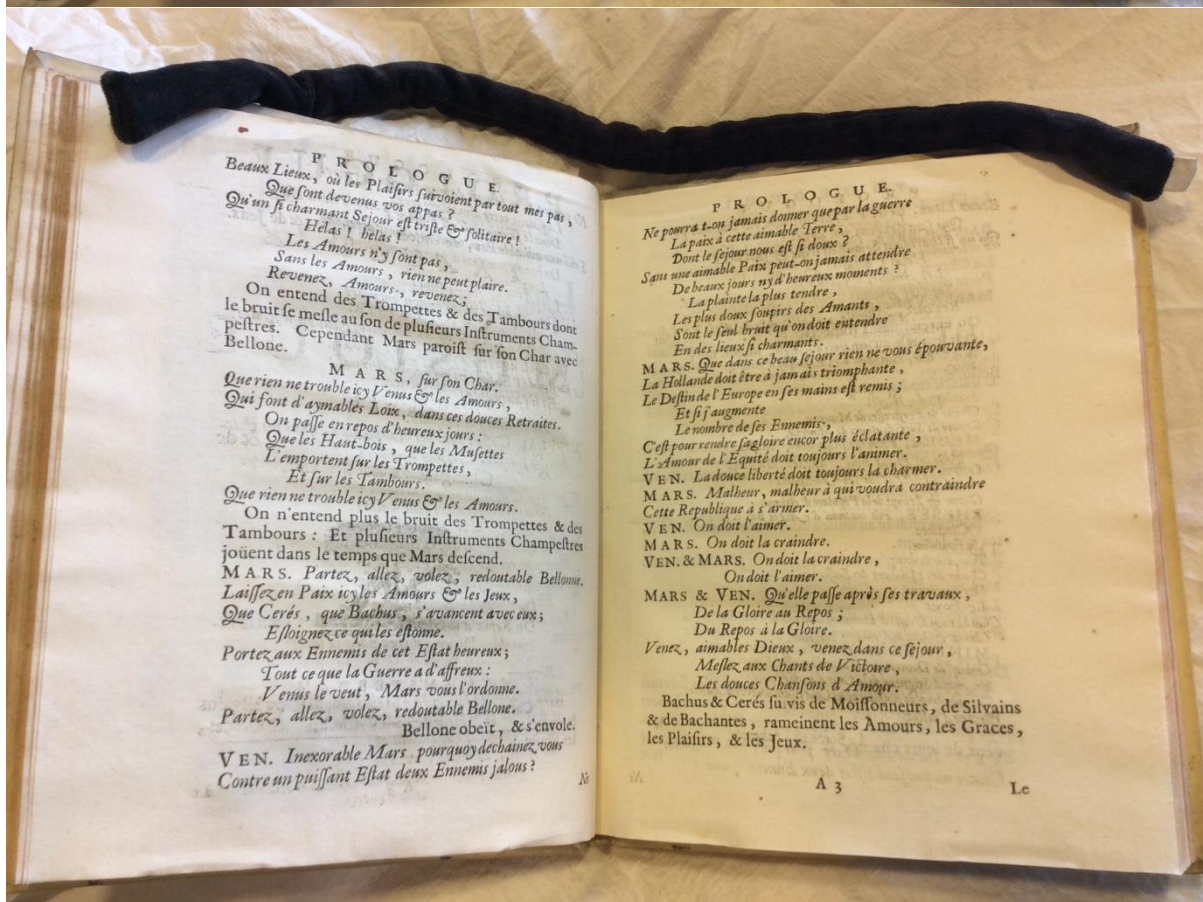 PROLOGUE.
Beaux Lieux, où les Plaiſirs ſuivoient par tout mes pas,
Que ſont devenus vos appas ?
Qu'un ſi charmant Sejour eſt triſte & ſolitaire !
Helas ! helas !
Les Amours n'y ſont pas,
Sans les Amours, rien ne peut plaire.
Revenez, Amours, revenez;
On entend des Trompettes & des Tambours dont
le bruit ſe meſle au ſon de pluſieurs Inſtruments Cham-
peſtres. Cependant Mars paroiſt ſur ſon Char avec
Bellone.
MARS, ſur ſon Char.
Que rien ne trouble icy Venus & les Amours,
Qui font d'aymables Loix, dans ces douces Retraites.
On paſſe en repos d'heureux jours :
Que les Haut-bois, que les Muſettes
L'emportent ſur les Trompettes,
Et ſur les Tambours.
Que rien ne trouble icy Venus & les Amours.
On n'entend plus le bruit des Trompettes & des
Tambours : Et pluſieurs Inſtruments Champeſtres
joüent dans le temps que Mars deſcend.
MARS. Partez, allez, volez, redoutable Bellonne.
Laiſſez en Paix icy les Amours & les Jeux,
Que Cerés, que Bachus, s'avancent avec eux;
Eſloignez ce qui les eſtonne.
Portez aux Ennemis de cet Eſtat heureux;
Tout ce que la Guerre a d'affreux :
Venus le veut, Mars vous l'ordonne.
Partez, allez, volez, redoutable Bellone.
Bellone obeït, & s'envole.
VEN. Inexorable Mars, pourquoy dechainez vous
Contre un puiſſant Eſtat deux Ennemis jalous ?
Ne
PROLOGUE.
Ne pourra t-on jamais donner que par la guerre
La paix à cette aimable Terre,
Dont le ſejour nous eſt ſi doux ?
Sans une aimable Paix peut-on jamais attendre
De beaux jours ny d'heureux moments ?
La plainte la plus tendre,
Les plus doux ſoupirs des Amants,
Sont le ſeul bruit qu'on doit entendre
En des lieux ſi charmants.
MARS. Que dans ce beau ſejour rien ne vous épouvante,
La Hollande doit être à jamais triomphante,
Le Deſtin de l'Europe en ſes mains eſt remis;
Et ſi j'augmente
Le nombre de ſes Ennemis,
C'eſt pour rendre ſa gloire encor plus éclatante,
L'Amour de l'Equité doit toujours l'animer.
VEN. La douce liberté doit toujours la charmer.
MARS. Malheur, malheur à qui voudra contraindre
Cette Republique à s'armer.
VEN. On doit l'aimer.
MARS. On doit la craindre.
VEN. & MARS. On doit la craindre,
On doit l'aimer.
MARS & VEN. Qu'elle paſſe après ſes travaux,
De la Gloire au Repos;
Du Repos à la Gloire.
Venez, aimables Dieux, venez dans ce ſejour,
Meſlez aux Chants de Victoire,
Les douces Chanſons d'Amour.
Bachus & Cerés ſuivis de Moiſſonneurs, de Silvains
& de Bachantes, rameinent les Amours, les Graces,
les Plaiſirs, & les Jeux.
A 3
Le